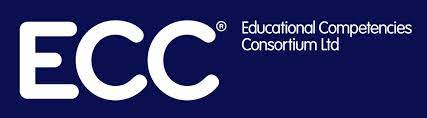 ECC®
Educational Competencies
Consortium Ltd